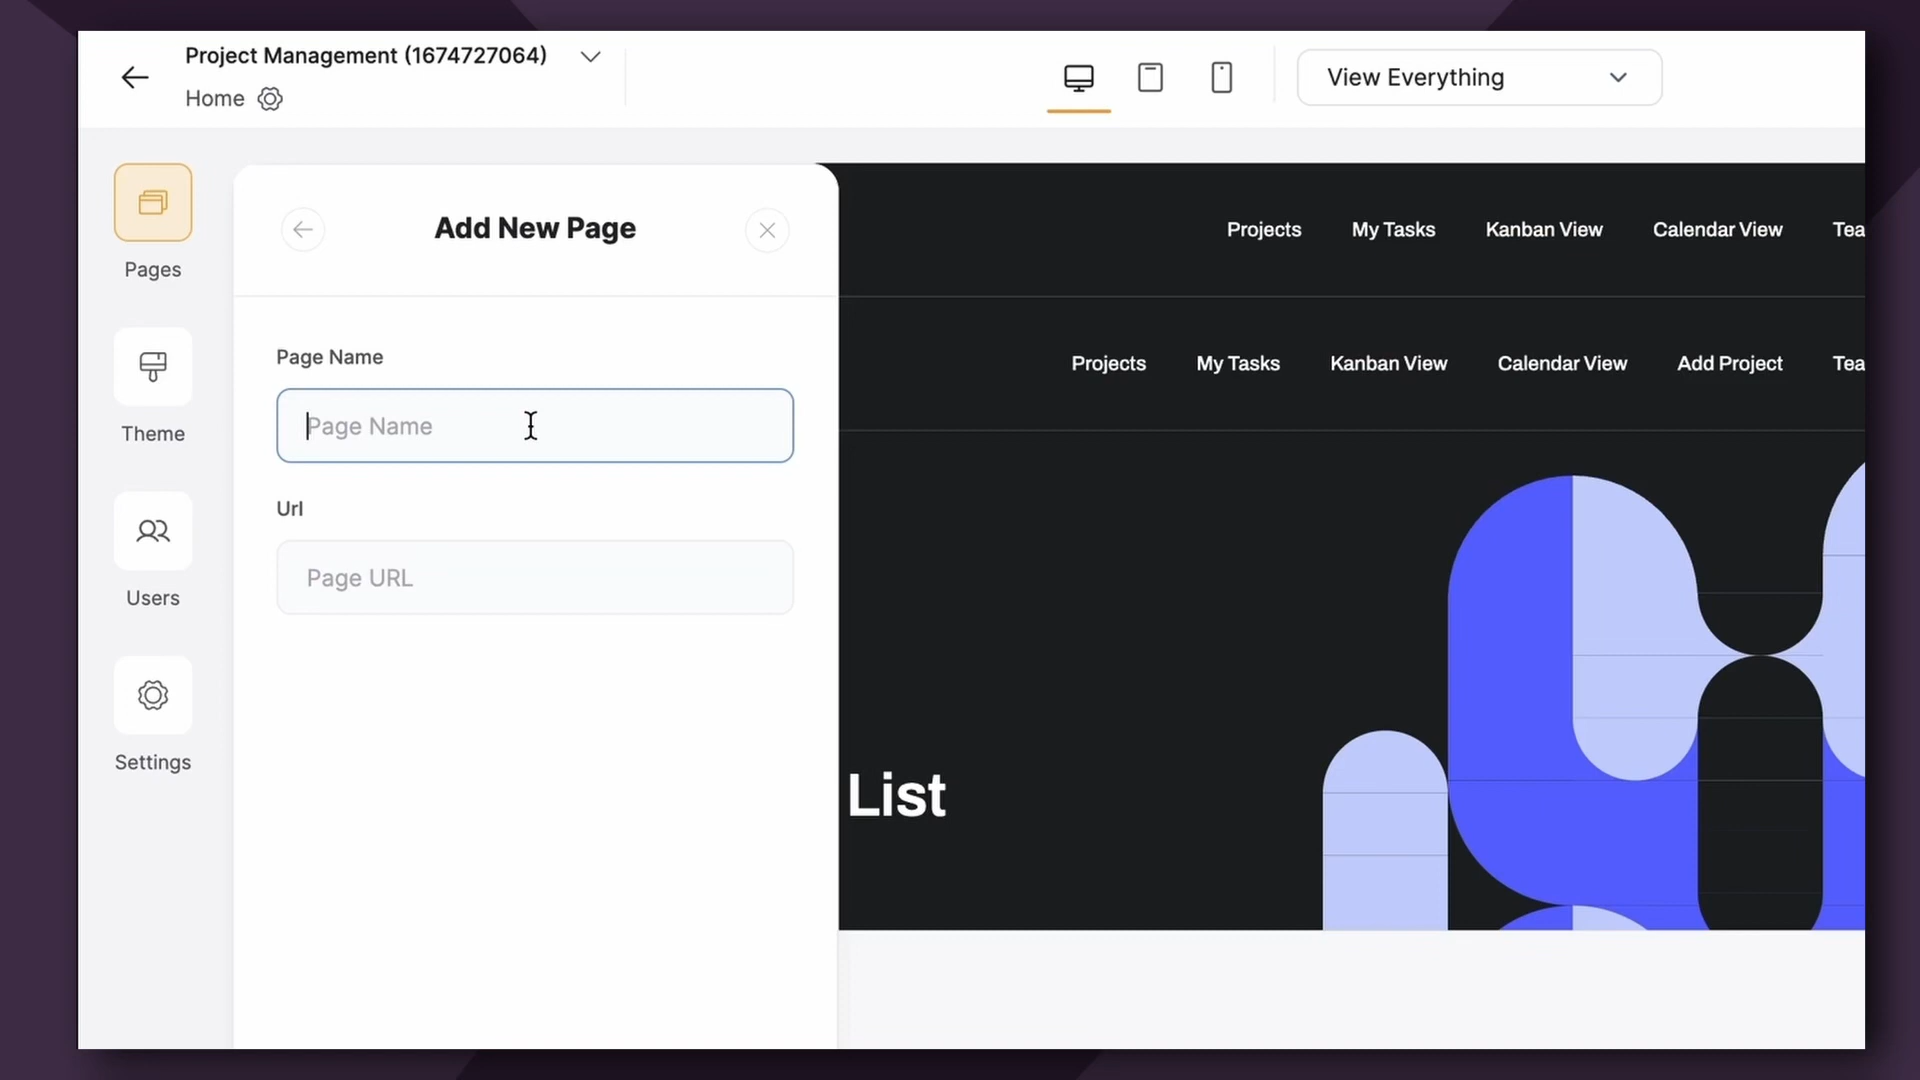 Project Management (1674727064)
Home
View Everything
Pages
Theme
Users
Settings
Add New Page
Page Name
Page Name
Url
Page URL
Projects My Tasks Kanban View Calendar View Tea
Projects My Tasks Kanban View Calendar View Add Project Tea
List